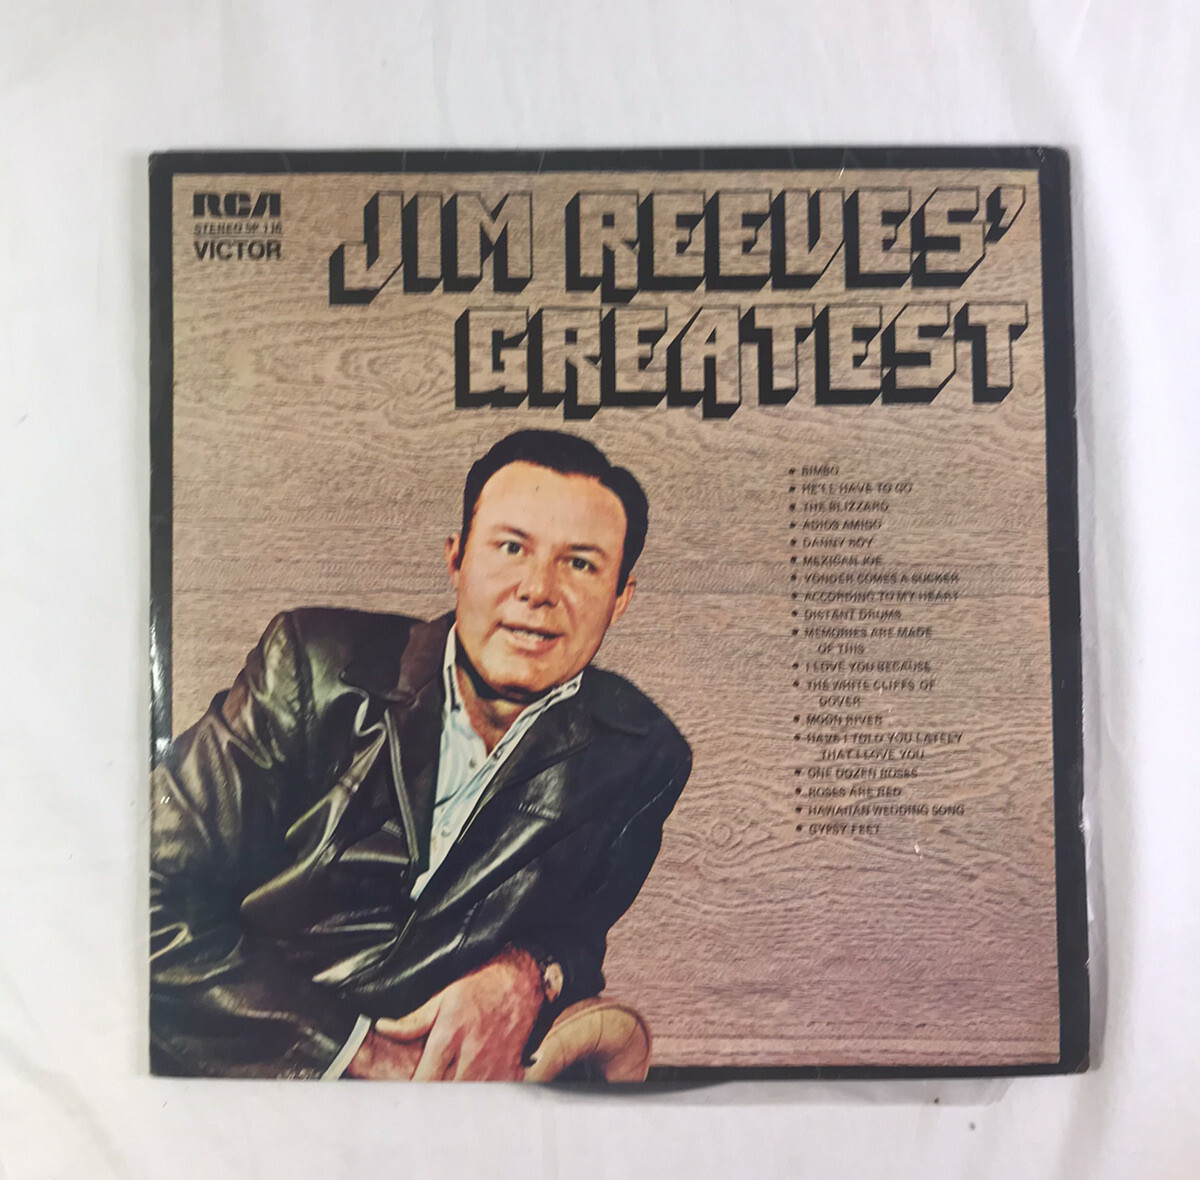 RCA
STEREO SP 116
VICTOR
JIM REEVES'
GREATEST
• BIMBO
• HE'LL HAVE TO GO
• THE BLIZZARD
• ADIOS AMIGO
• DANNY BOY
• MEXICAN JOE
• YONDER COMES A SUCKER
• ACCORDING TO MY HEART
• DISTANT DRUMS
• MEMORIES ARE MADE
OF THIS
• I LOVE YOU BECAUSE
• THE WHITE CLIFFS OF
DOVER
• MOON RIVER
• HAVE I TOLD YOU LATELY
THAT I LOVE YOU
• ONE DOZEN ROSES
• ROSES ARE RED
• HAWAIIAN WEDDING SONG
• GYPSY FEET